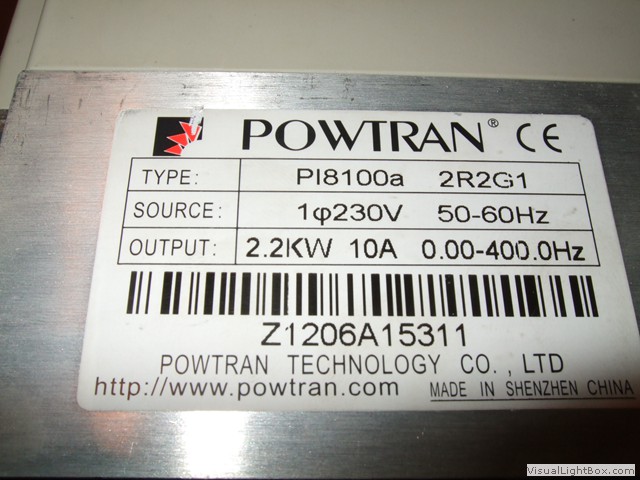 POWTRAN® CE
TYPE: PI8100a 2R2G1
SOURCE: 1φ230V 50-60Hz
OUTPUT: 2.2KW 10A 0.00-400.0Hz
Z1206A15311
POWTRAN TECHNOLOGY CO., LTD
http://www.powtran.com MADE IN SHENZHEN CHINA
VisualLightBox.com